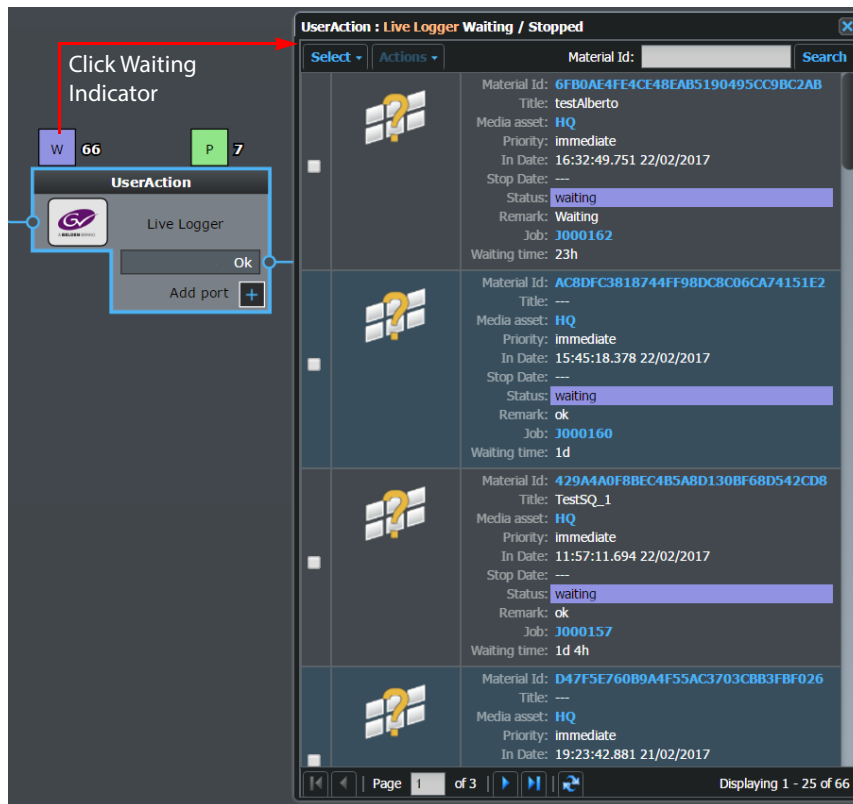 Click Waiting
Indicator
W 66
P 7
UserAction
GV
A BELDEN BRAND
Live Logger
Ok
Add port +
UserAction : Live Logger Waiting / Stopped
Select Actions Material Id: Search
Material Id: 6FB0AE4FE4CE48EAB5190495CC9BC2AB
Title: testAlberto
Media asset: HQ
Priority: immediate
In Date: 16:32:49.751 22/02/2017
Stop Date: ---
Status: waiting
Remark: Waiting
Job: J000162
Waiting time: 23h
Material Id: AC8DFC3818744FF98DC8C06CA74151E2
Title: ---
Media asset: HQ
Priority: immediate
In Date: 15:45:18.378 22/02/2017
Stop Date: ---
Status: waiting
Remark: ok
Job: J000160
Waiting time: 1d
Material Id: 429A4A0F8BEC4B5A8D130BF68D542CD8
Title: TestSQ_1
Media asset: HQ
Priority: immediate
In Date: 11:57:11.694 22/02/2017
Stop Date: ---
Status: waiting
Remark: ok
Job: J000157
Waiting time: 1d 4h
Material Id: D47F5E760B9A4F55AC3703CBB3FBF026
Title: ---
Media asset: HQ
Priority: immediate
In Date: 19:23:42.881 21/02/2017
Page 1 of 3 Displaying 1 - 25 of 66